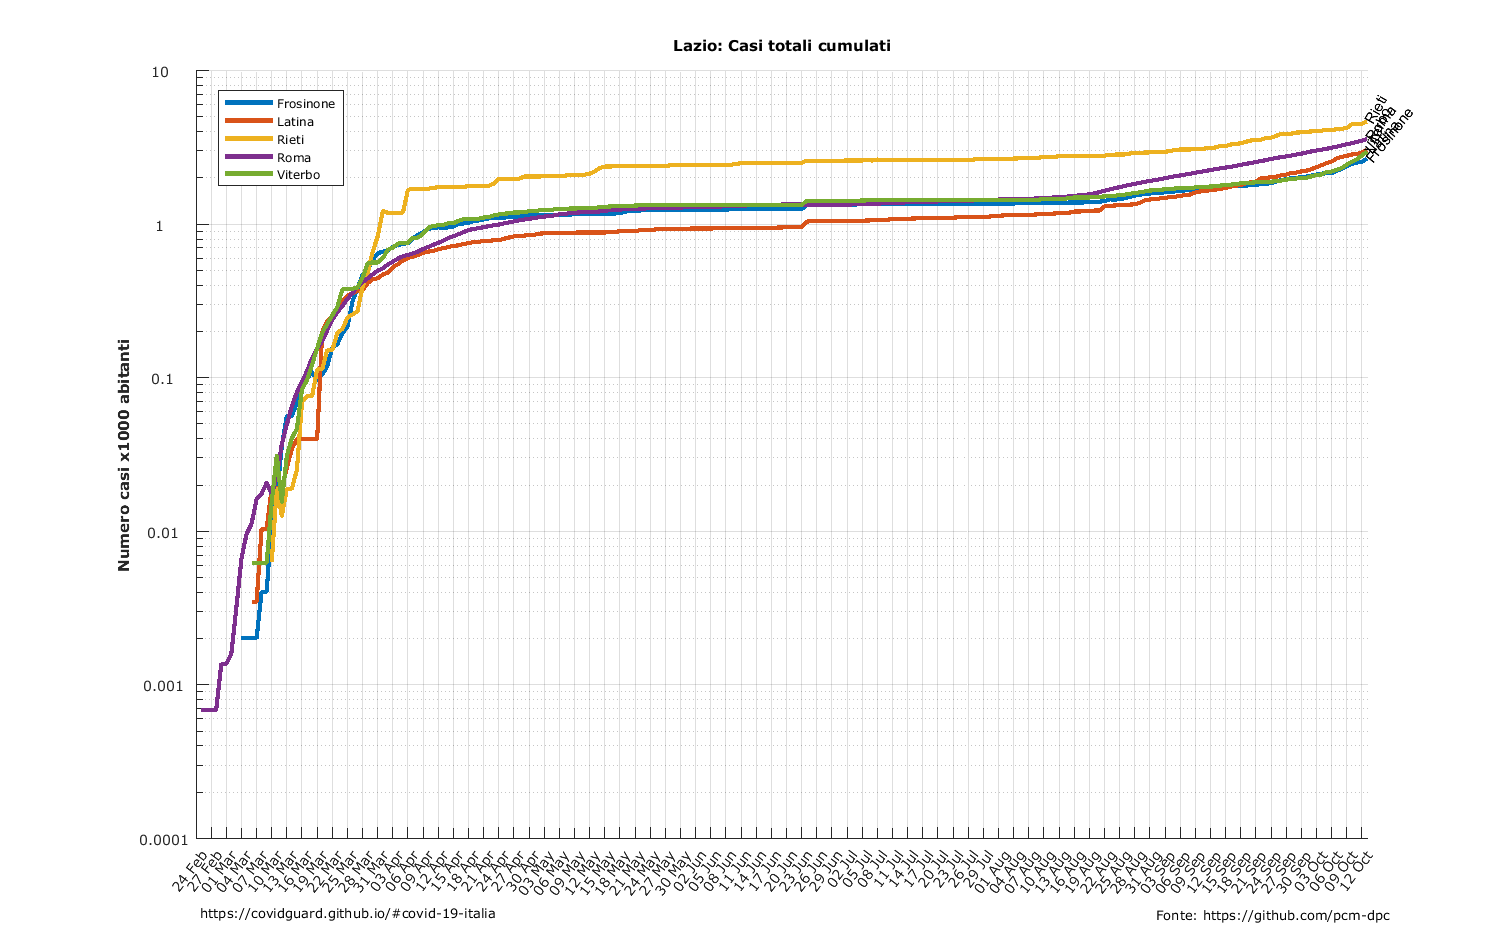 Lazio: Casi totali cumulati
10
1
0.1
0.01
0.001
0.0001
Numero casi x1000 abitanti
Frosinone
Latina
Rieti
Roma
Viterbo
Rieti
Roma
Frosinone
24 Feb
27 Feb
01 Mar
04 Mar
07 Mar
10 Mar
13 Mar
16 Mar
19 Mar
22 Mar
25 Mar
28 Mar
31 Mar
03 Apr
06 Apr
09 Apr
12 Apr
15 Apr
18 Apr
21 Apr
24 Apr
27 Apr
30 Apr
03 May
06 May
09 May
12 May
15 May
18 May
21 May
24 May
27 May
30 May
02 Jun
05 Jun
08 Jun
11 Jun
14 Jun
17 Jun
20 Jun
23 Jun
26 Jun
29 Jun
02 Jul
05 Jul
08 Jul
11 Jul
14 Jul
17 Jul
20 Jul
23 Jul
26 Jul
29 Jul
01 Aug
04 Aug
07 Aug
10 Aug
13 Aug
16 Aug
19 Aug
22 Aug
25 Aug
28 Aug
31 Aug
03 Sep
06 Sep
09 Sep
12 Sep
15 Sep
18 Sep
21 Sep
24 Sep
27 Sep
30 Sep
03 Oct
06 Oct
09 Oct
12 Oct
https://covidguard.github.io/#covid-19-italia
Fonte: https://github.com/pcm-dpc